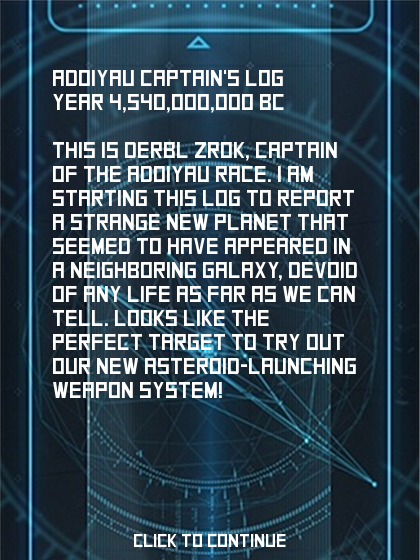 ADDIYAU CAPTAIN'S LOG
YEAR 4,540,000,000 BC
THIS IS DERBL ZROK, CAPTAIN
OF THE ADDIYAU RACE. I AM
STARTING THIS LOG TO REPORT
A STRANGE NEW PLANET THAT
SEEMED TO HAVE APPEARED IN
A NEIGHBORING GALAXY, DEVOID
OF ANY LIFE AS FAR AS WE CAN
TELL. LOOKS LIKE THE
PERFECT TARGET TO TRY OUT
OUR NEW ASTEROID-LAUNCHING
WEAPON SYSTEM!
CLICK TO CONTINUE